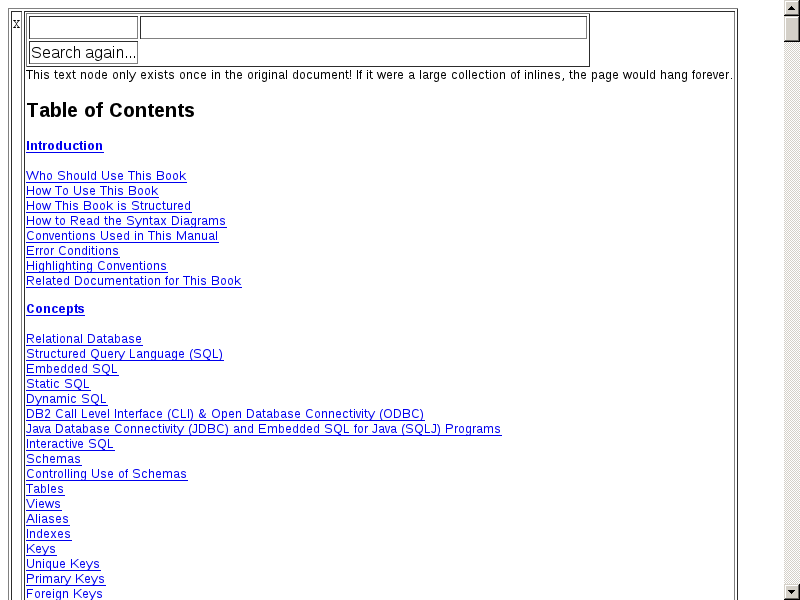 X
Search again...
This text node only exists once in the original document! If it were a large collection of inlines, the page would hang forever.
Table of Contents
Introduction
Who Should Use This Book
How To Use This Book
How This Book is Structured
How to Read the Syntax Diagrams
Conventions Used in This Manual
Error Conditions
Highlighting Conventions
Related Documentation for This Book
Concepts
Relational Database
Structured Query Language (SQL)
Embedded SQL
Static SQL
Dynamic SQL
DB2 Call Level Interface (CLI) & Open Database Connectivity (ODBC)
Java Database Connectivity (JDBC) and Embedded SQL for Java (SQLJ) Programs
Interactive SQL
Schemas
Controlling Use of Schemas
Tables
Views
Aliases
Indexes
Keys
Unique Keys
Primary Keys
Foreign Keys